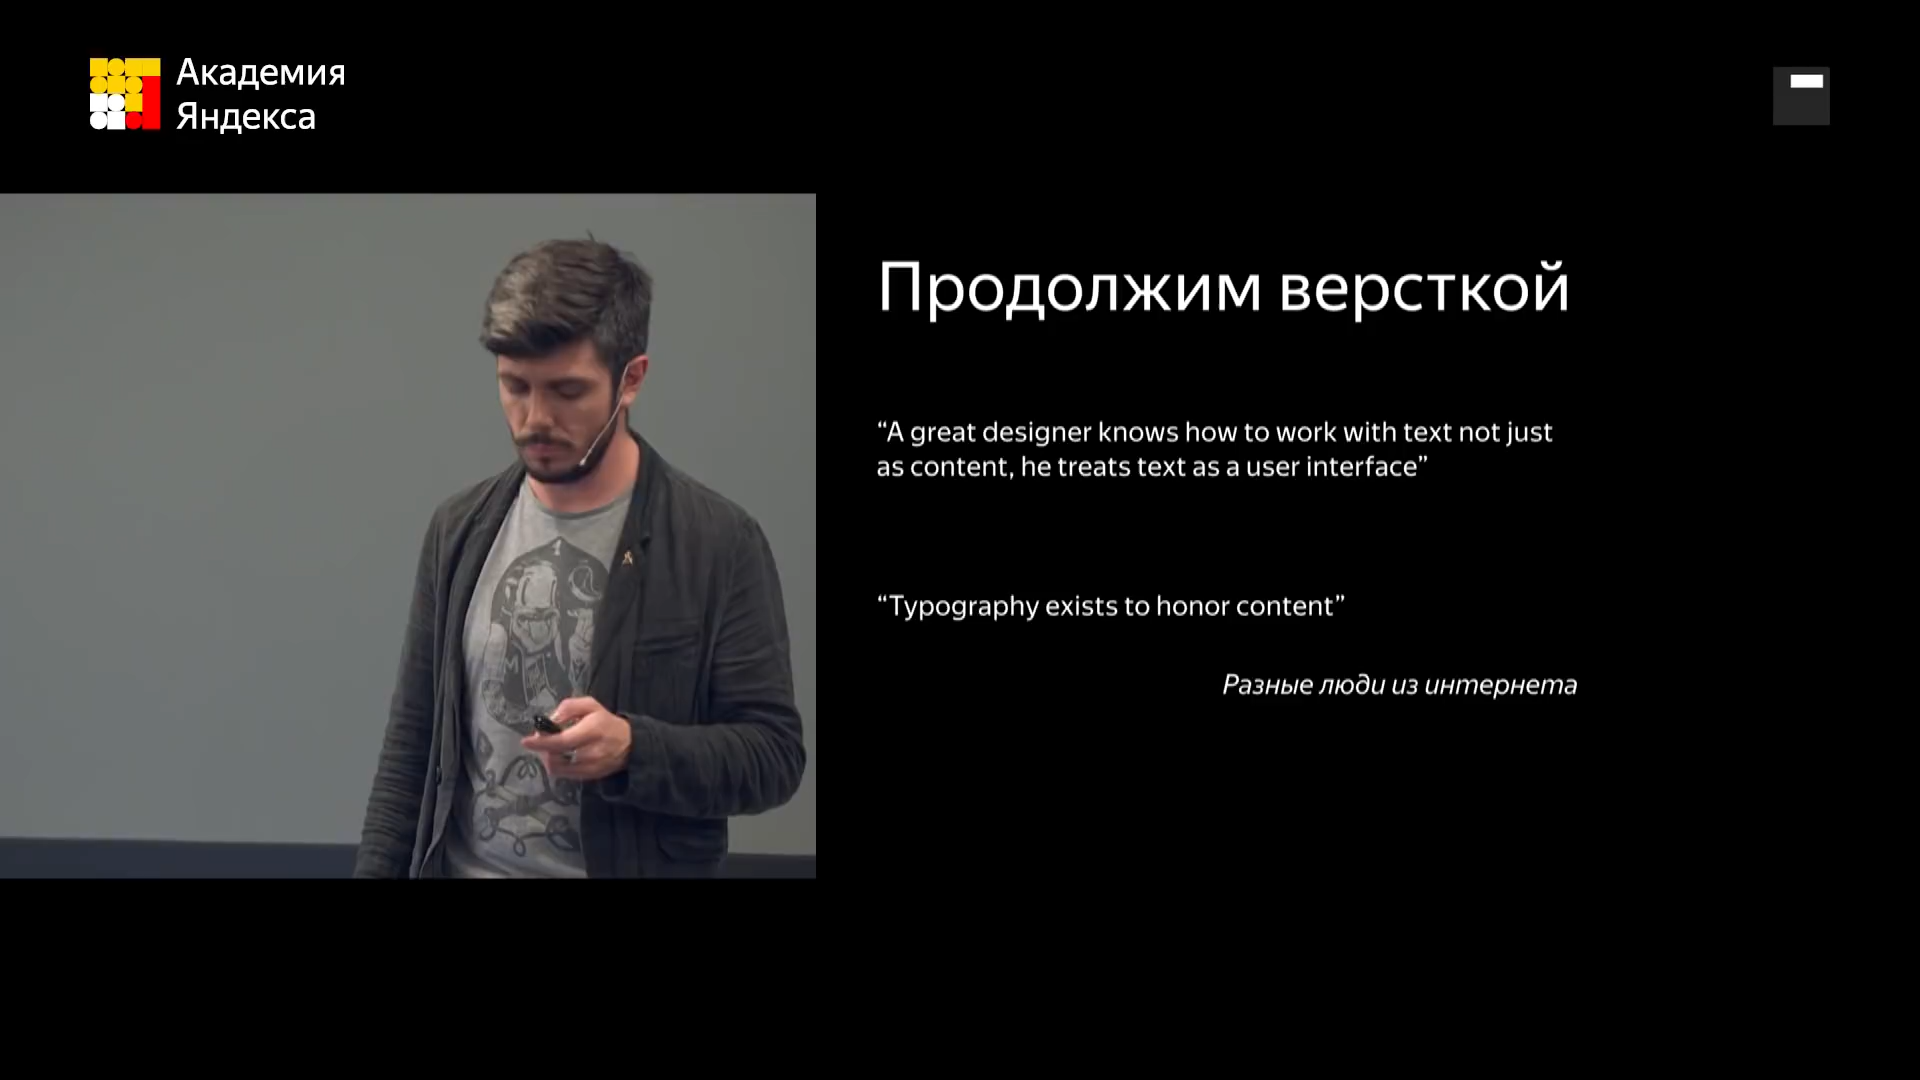 Академия
Яндекса
Продолжим версткой
“A great designer knows how to work with text not just
as content, he treats text as a user interface”
“Typography exists to honor content”
Разные люди из интернета